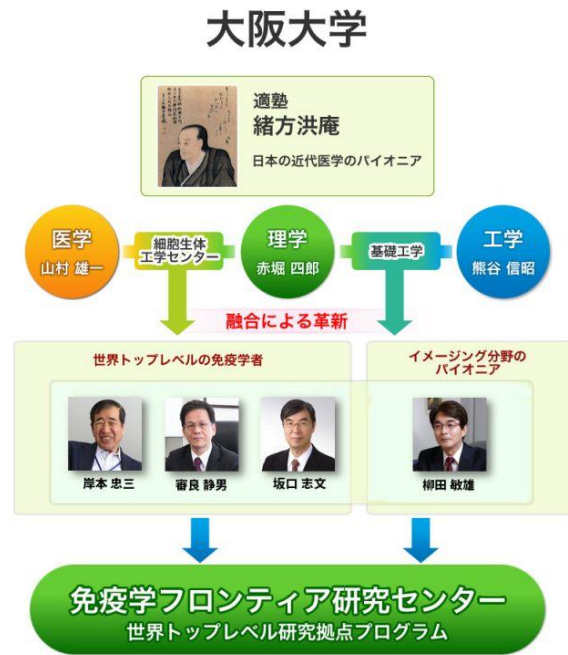 大阪大学
適塾
緒方洪庵
日本の近代医学のパイオニア
医学
山村 雄一
細胞生体
工学センター
理学
赤堀 四郎
基礎工学
工学
熊谷 信昭
融合による革新
世界トップレベルの免疫学者
岸本 忠三
審良 静男
坂口 志文
イメージング分野の
パイオニア
柳田 敏雄
免疫学フロンティア研究センター
世界トップレベル研究拠点プログラム